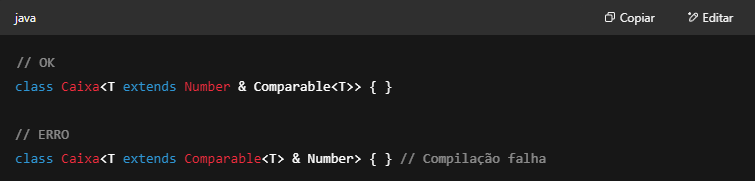 java
Copiar
Editar
// OK
class Caixa<T extends Number & Comparable<T>> { }
// ERRO
class Caixa<T extends Comparable<T> & Number> { } // Compilação falha